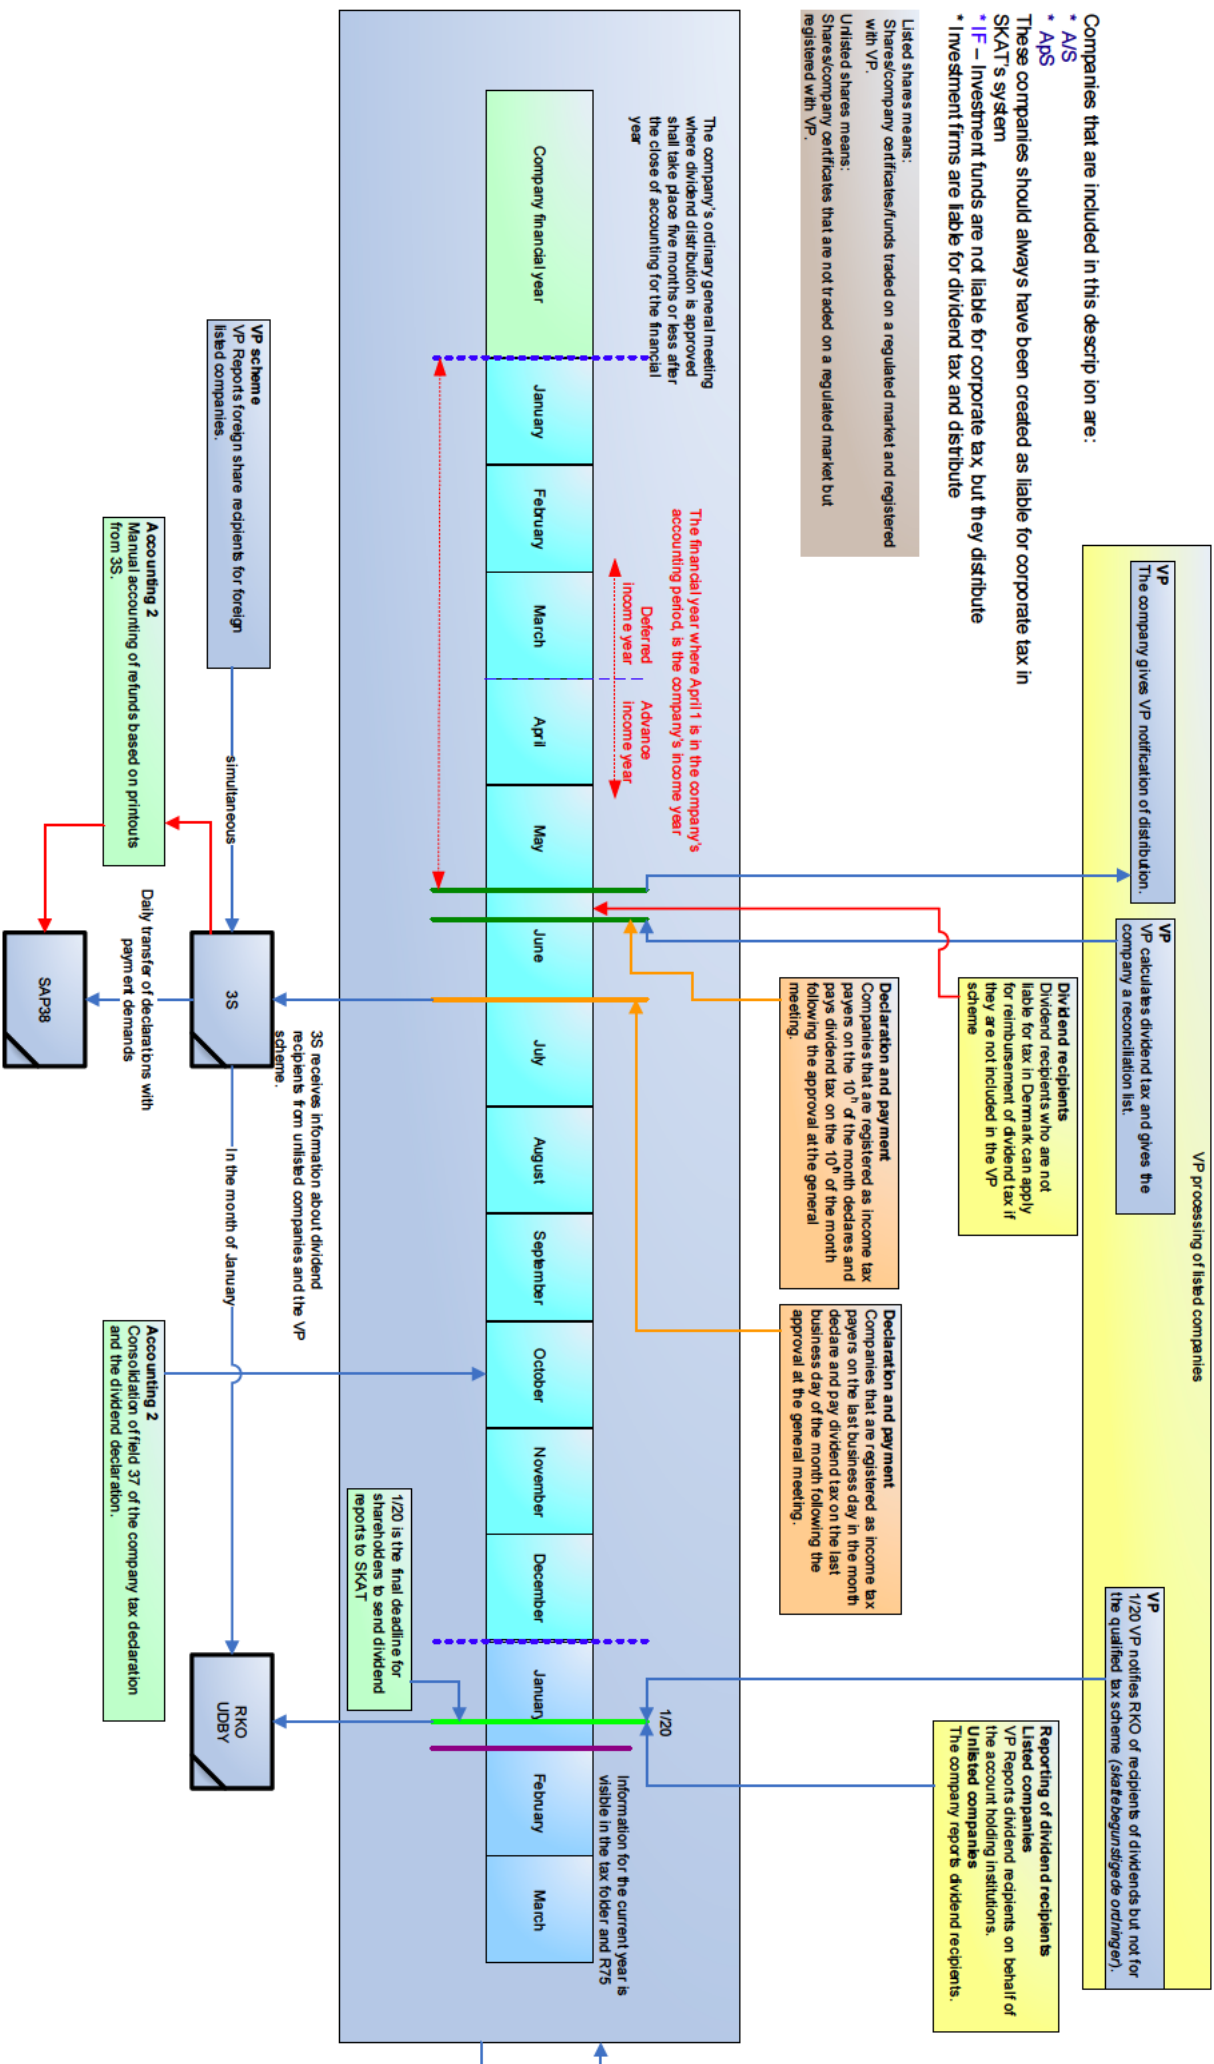 VP processing of listed companies
VP
The company gives VP notification of distribution.
VP
VP calculates dividend tax and gives the
company a reconciliation list.
VP
1/20 VP notifies RKO of recipients of dividends but not for
the qualified tax scheme (skattebegunstigede ordninger).
Companies that are included in this descrip ion are:
* A/S
* ApS
These companies should always have been created as liable for corporate tax in
SKAT's system
* IF – Investment funds are not liable for corporate tax, but they distribute
* Investment firms are liable for dividend tax and distribute
Dividend recipients
Dividend recipients who are not
liable for tax in Denmark can apply
for reimbursement of dividend tax if
they are not included in the VP
scheme
Reporting of dividend recipients
Listed companies
VP Reports dividend recipients on behalf of
the account holding institutions.
Unlisted companies
The company reports dividend recipients.
Listed shares means:
Shares/company certificates/funds traded on a regulated market and registered
with VP.
Unlisted shares means:
Shares/company certificates that are not traded on a regulated market but
registered with VP.
Declaration and payment
Companies that are registered as income tax
payers on the 10h of the month declares and
pays dividend tax on the 10h of the month
following the approval at the general
meeting.
Declaration and payment
Companies that are registered as income tax
payers on the last business day in the month
declare and pay dividend tax on the last
business day of the month following the
approval at the general meeting.
The company's ordinary general meeting
where dividend distribution is approved
shall take place five months or less after
the close of accounting for the financial
year
The financial year where April 1 is in the company's
accounting period, is the company's income year
Deferred
income year
Advance
income year
1/20
Information for the current year is
visible in the tax folder and R75
Company financial year
January
February
March
April
May
June
July
August
September
October
November
December
January
February
March
1/20 is the final deadline for
shareholders to send dividend
reports to SKAT
3S receives information about dividend
recipients from unlisted companies and the VP
scheme.
VP scheme
VP Reports foreign share recipients for foreign
listed companies.
simultaneous
3S
In the month of January
RKO
UDBY
Accounting 2
Manual accounting of refunds based on printouts
from 3S.
Daily transfer of declarations with
payment demands
Accounting 2
Consolidation of field 37 of the company tax declaration
and the dividend declaration.
SAP38